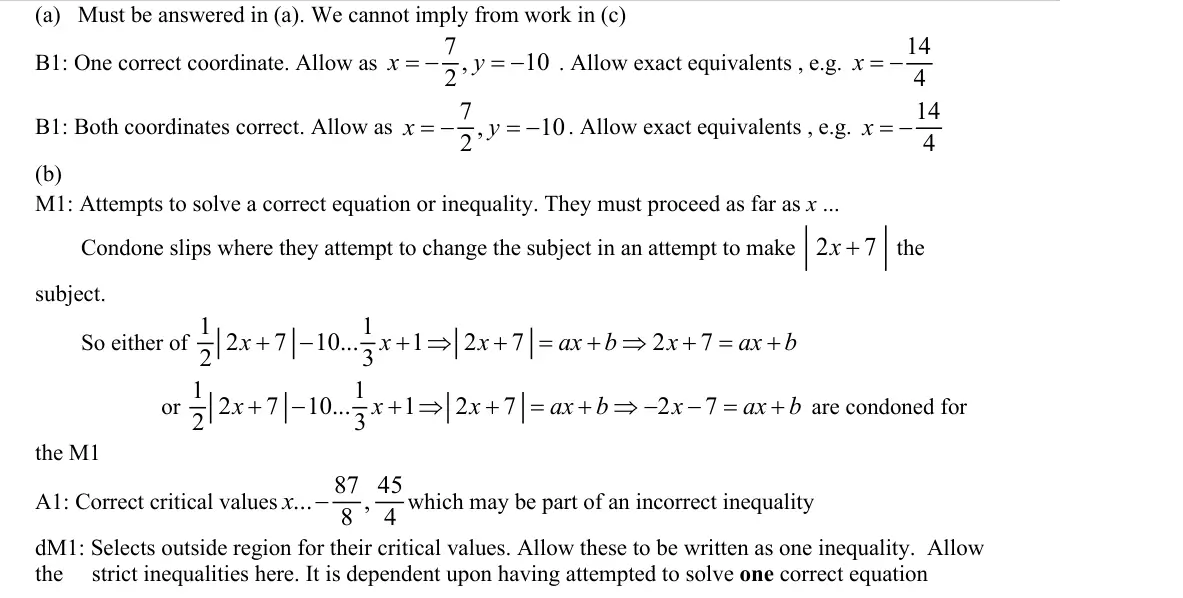 (a) Must be answered in (a). We cannot imply from work in (c)
B1: One correct coordinate. Allow as x = −7/2, y = −10 . Allow exact equivalents , e.g. x = −14/4
B1: Both coordinates correct. Allow as x = −7/2, y = −10. Allow exact equivalents , e.g. x = −14/4
(b)
M1: Attempts to solve a correct equation or inequality. They must proceed as far as x ...
Condone slips where they attempt to change the subject in an attempt to make |2x+7| the
subject.
So either of 1/2|2x+7|−10...1/3x+1⇒|2x+7|=ax+b⇒2x+7=ax+b
or 1/2|2x+7|−10...1/3x+1⇒|2x+7|=ax+b⇒−2x−7=ax+b are condoned for
the M1
A1: Correct critical values x...−87/8, 45/4 which may be part of an incorrect inequality
dM1: Selects outside region for their critical values. Allow these to be written as one inequality. Allow
the strict inequalities here. It is dependent upon having attempted to solve one correct equation